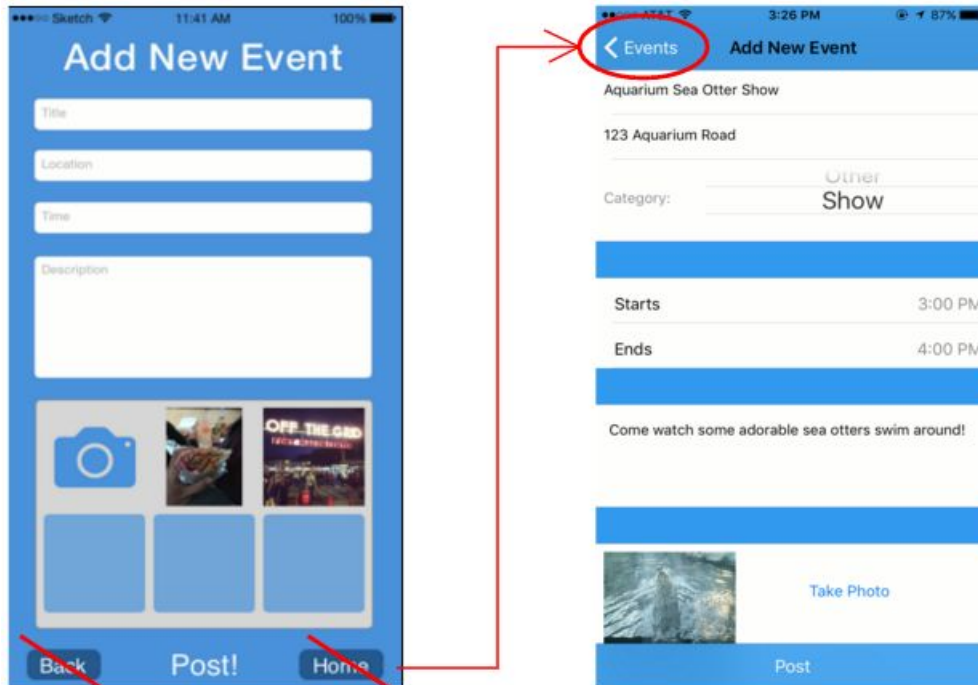 Sketch 11:41 AM 100%
Add New Event
Title
Location
Time
Description
OFF THE GRID
Back Post! Home
AT&T 3:26 PM 87%
Events Add New Event
Aquarium Sea Otter Show
123 Aquarium Road
Other
Category: Show
Starts 3:00 PM
Ends 4:00 PM
Come watch some adorable sea otters swim around!
Take Photo
Post